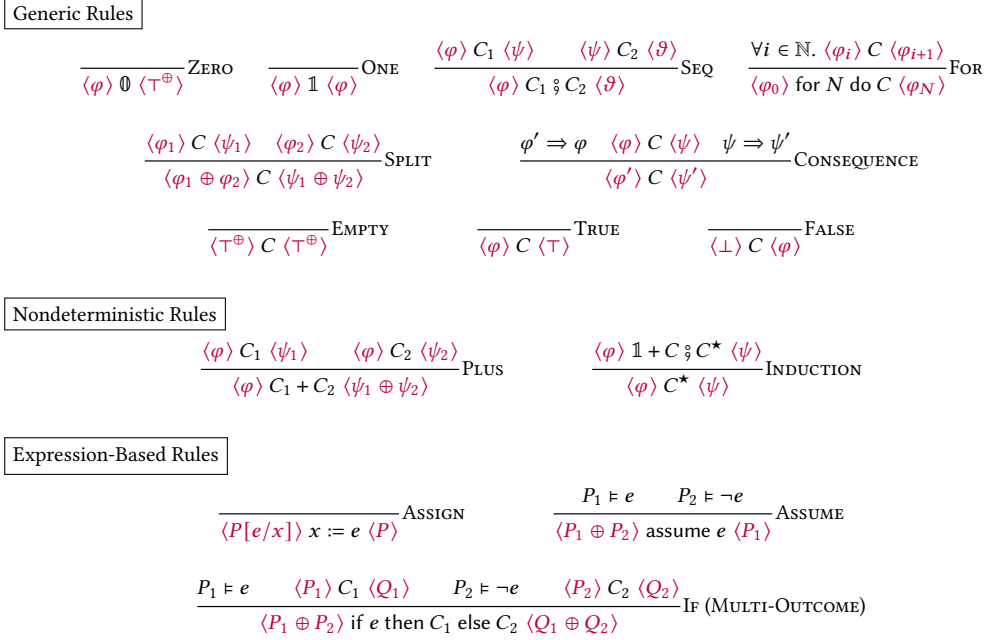 Generic Rules
⟨φ⟩ 𝟘 ⟨⊤^⊕⟩ Zero
⟨φ⟩ 𝟙 ⟨φ⟩ One
⟨φ⟩ C₁ ⟨ψ⟩ ⟨ψ⟩ C₂ ⟨ϑ⟩
⟨φ⟩ C₁ ⨟ C₂ ⟨ϑ⟩ Seq
∀i ∈ ℕ. ⟨φ_i⟩ C ⟨φ_{i+1}⟩
⟨φ₀⟩ for N do C ⟨φ_N⟩ For
⟨φ₁⟩ C ⟨ψ₁⟩ ⟨φ₂⟩ C ⟨ψ₂⟩
⟨φ₁ ⊕ φ₂⟩ C ⟨ψ₁ ⊕ ψ₂⟩ Split
φ′ ⇒ φ ⟨φ⟩ C ⟨ψ⟩ ψ ⇒ ψ′
⟨φ′⟩ C ⟨ψ′⟩ Consequence
⟨⊤^⊕⟩ C ⟨⊤^⊕⟩ Empty
⟨φ⟩ C ⟨⊤⟩ True
⟨⊥⟩ C ⟨φ⟩ False
Nondeterministic Rules
⟨φ⟩ C₁ ⟨ψ₁⟩ ⟨φ⟩ C₂ ⟨ψ₂⟩
⟨φ⟩ C₁ + C₂ ⟨ψ₁ ⊕ ψ₂⟩ Plus
⟨φ⟩ 𝟙 + C ⨟ C^★ ⟨ψ⟩
⟨φ⟩ C^★ ⟨ψ⟩ Induction
Expression-Based Rules
⟨P[e/x]⟩ x := e ⟨P⟩ Assign
P₁ ⊨ e P₂ ⊨ ¬e
⟨P₁ ⊕ P₂⟩ assume e ⟨P₁⟩ Assume
P₁ ⊨ e ⟨P₁⟩ C₁ ⟨Q₁⟩ P₂ ⊨ ¬e ⟨P₂⟩ C₂ ⟨Q₂⟩
⟨P₁ ⊕ P₂⟩ if e then C₁ else C₂ ⟨Q₁ ⊕ Q₂⟩ If (Multi-Outcome)